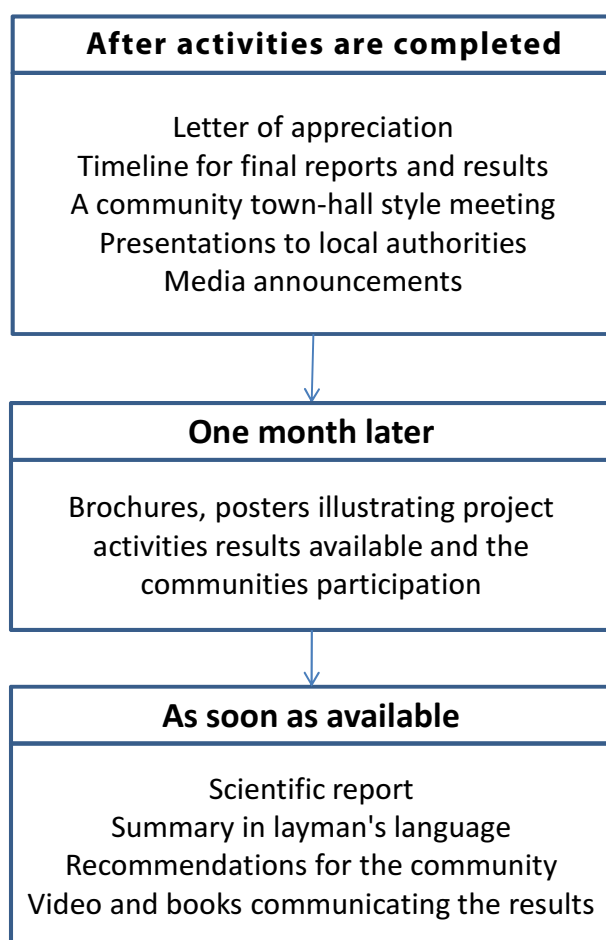 After activities are completed
Letter of appreciation
Timeline for final reports and results
A community town-hall style meeting
Presentations to local authorities
Media announcements
One month later
Brochures, posters illustrating project
activities results available and the
communities participation
As soon as available
Scientific report
Summary in layman's language
Recommendations for the community
Video and books communicating the results